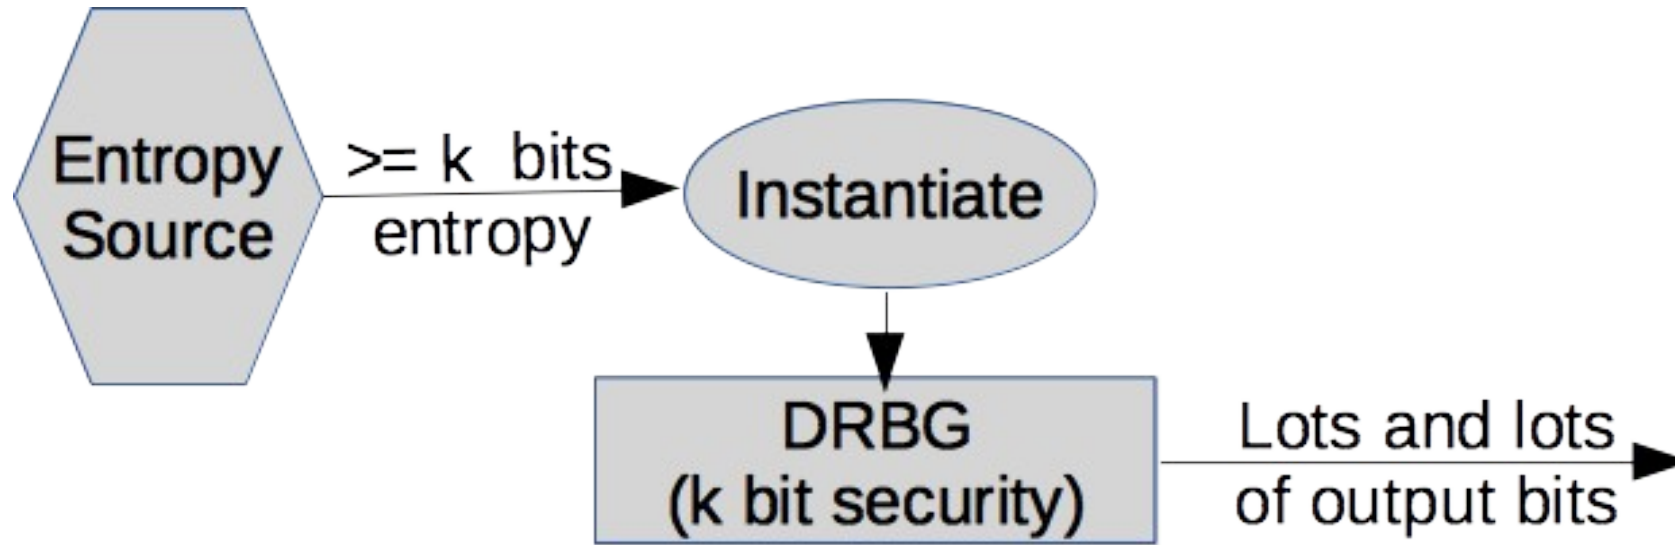 Entropy
Source
>= k bits
entropy
Instantiate
DRBG
(k bit security)
Lots and lots
of output bits